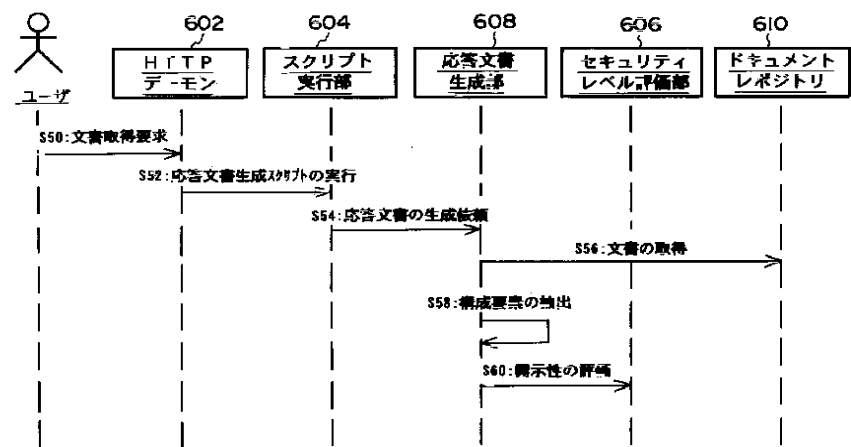 602
604
608
606
610
HTTP
デーモン
スクリプト
実行部
応答文書
生成部
セキュリティ
レベル評価部
ドキュメント
レポジトリ
ユーザ
S50:文書取得要求
S52:応答文書生成スクリプトの実行
S54:応答文書の生成依頼
S56:文書の取得
S58:構成要素の抽出
S60:開示性の評価